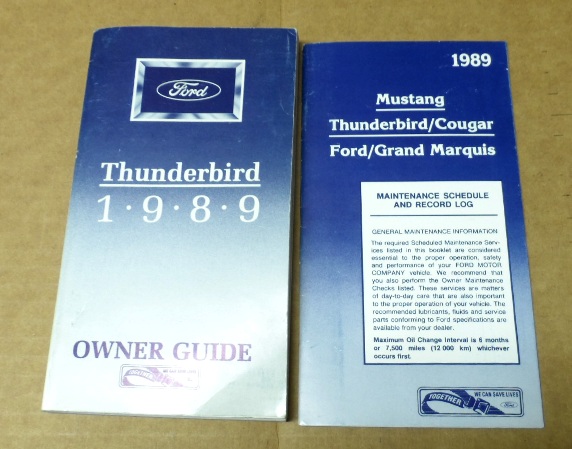 Ford
Thunderbird
1·9·8·9
OWNER GUIDE
1989
Mustang
Thunderbird/Cougar
Ford/Grand Marquis
MAINTENANCE SCHEDULE
AND RECORD LOG
GENERAL MAINTENANCE INFORMATION
The required Scheduled Maintenance Serv-
ices listed in this booklet are considered
essential to the proper operation, safety
and performance of your FORD MOTOR
COMPANY vehicle. We recommend that
you also perform the Owner Maintenance
Checks listed. These services are matters
of day-to-day care that are also important
to the proper operation of your vehicle. The
recommended lubricants, fluids and service
parts conforming to Ford specifications are
available from your dealer.
Maximum Oil Change Interval is 6 months
or 7,500 miles (12 000 km) whichever
occurs first.
TOGETHER
WE CAN SAVE LIVES
Ford